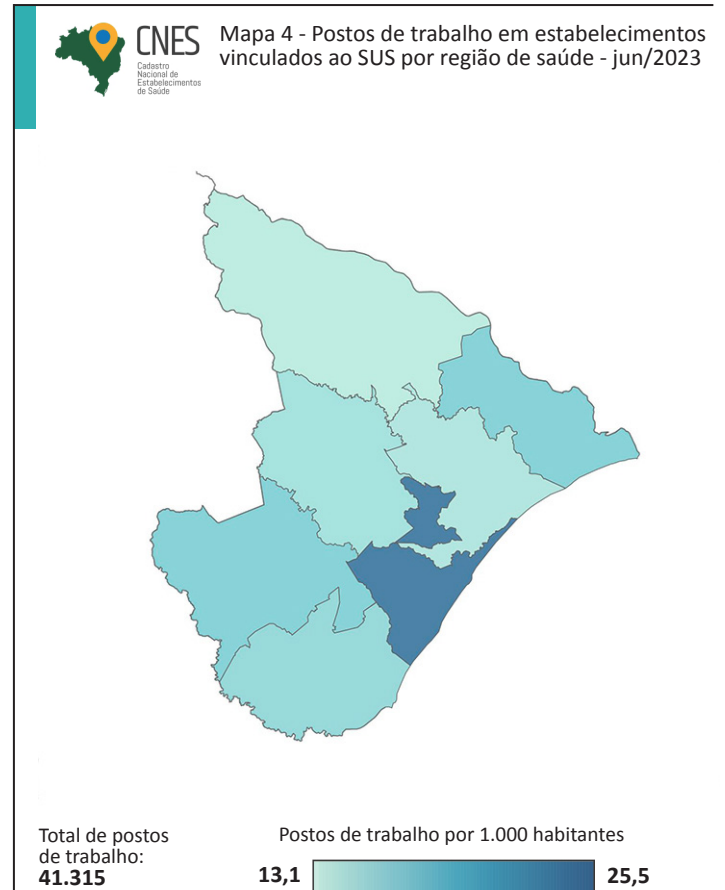 CNES
Cadastro
Nacional de
Estabelecimentos
de Saúde
Mapa 4 - Postos de trabalho em estabelecimentos
vinculados ao SUS por região de saúde - jun/2023
Total de postos
de trabalho:
41.315
Postos de trabalho por 1.000 habitantes
13,1
25,5